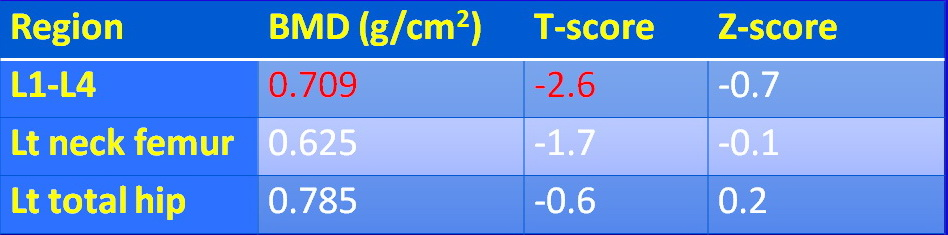 Region BMD (g/cm²) T-score Z-score
L1-L4 0.709 -2.6 -0.7
Lt neck femur 0.625 -1.7 -0.1
Lt total hip 0.785 -0.6 0.2